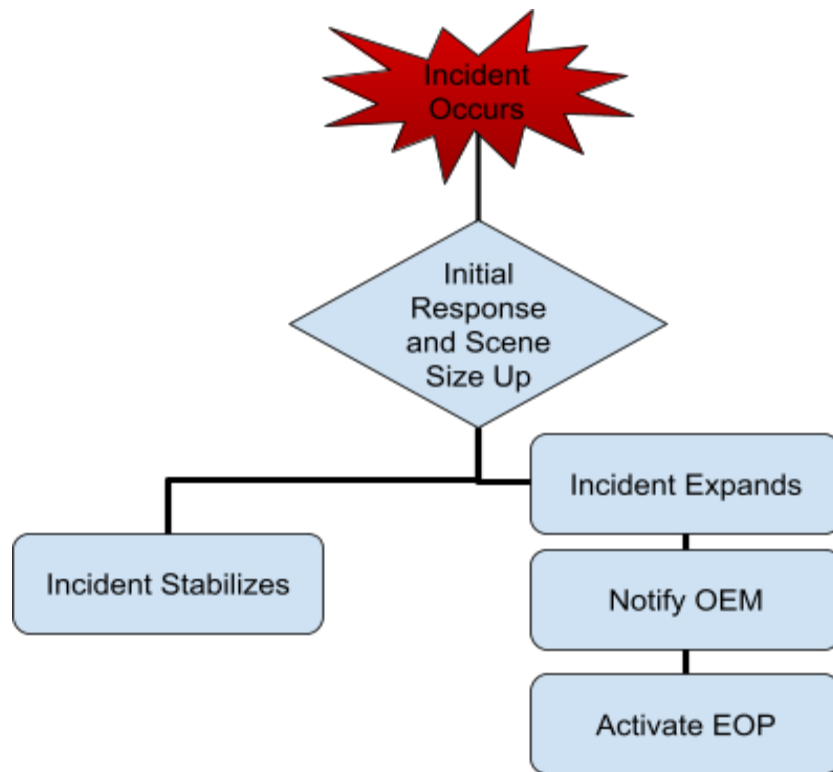 Incident
Occurs
Initial
Response
and Scene
Size Up
Incident Expands
Incident Stabilizes
Notify OEM
Activate EOP